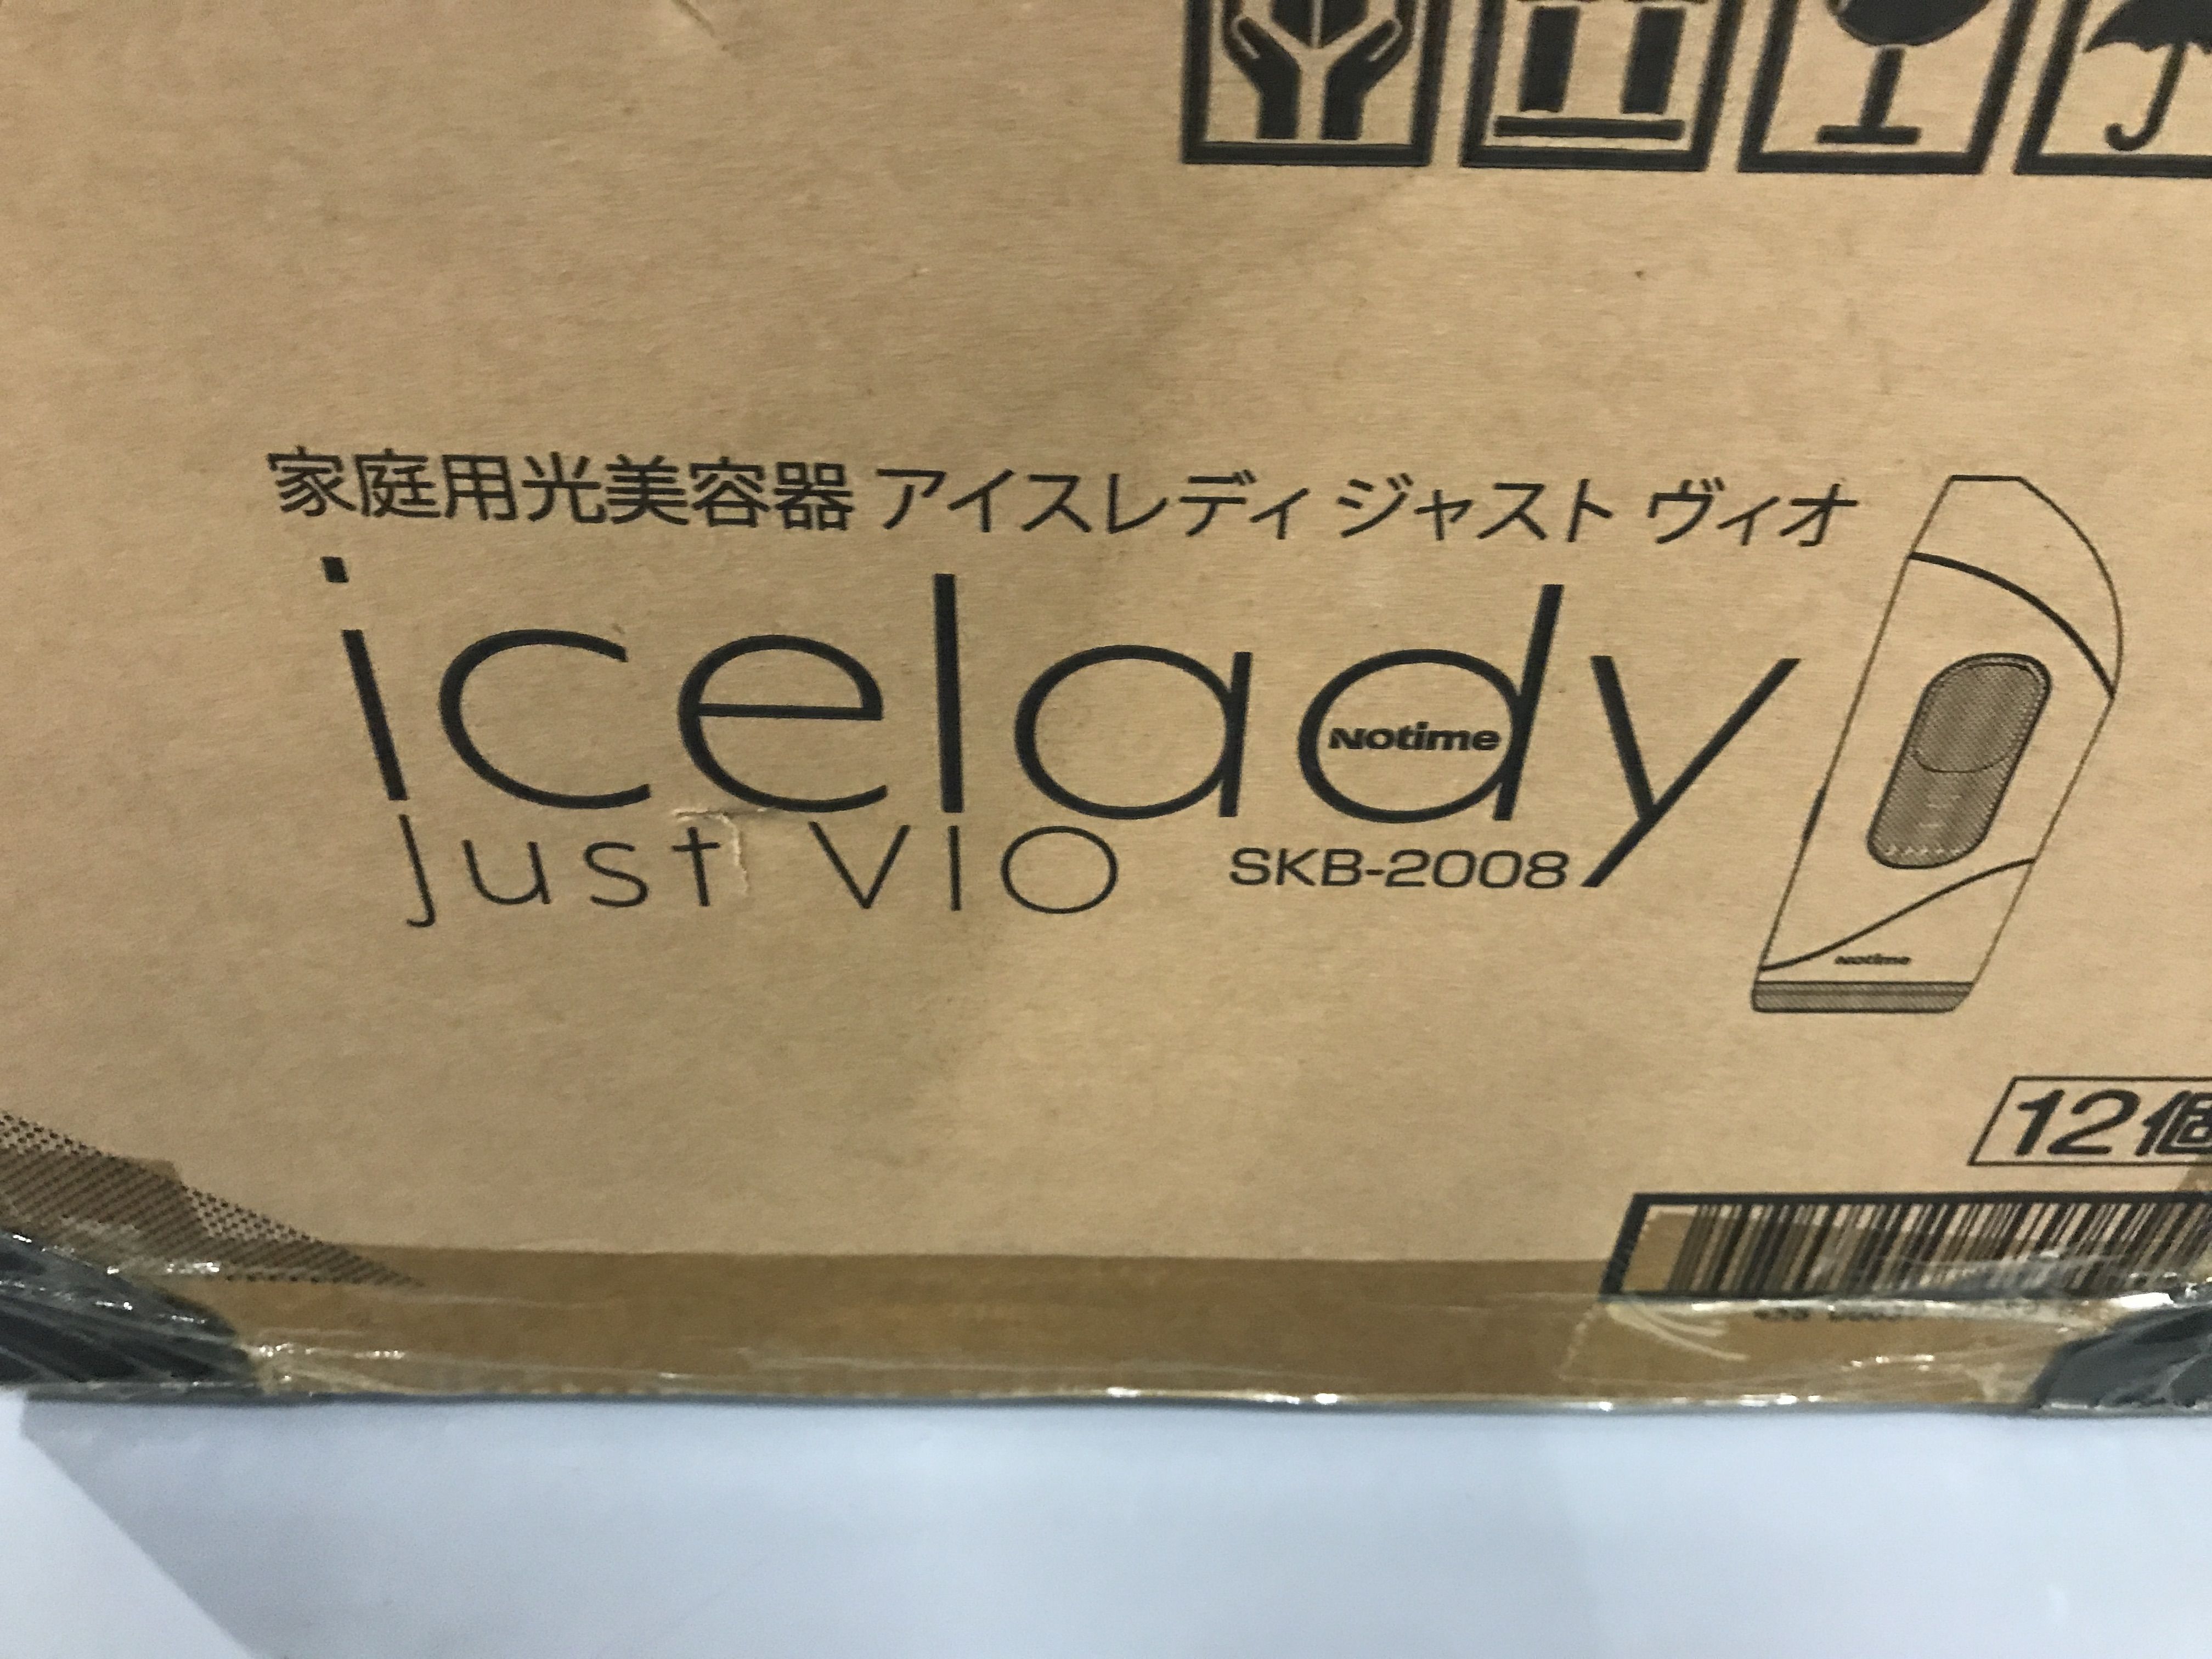 家庭用光美容器 アイスレディ ジャスト ヴィオ
icelady
Notime
just vio
SKB-2008
Notime
12個